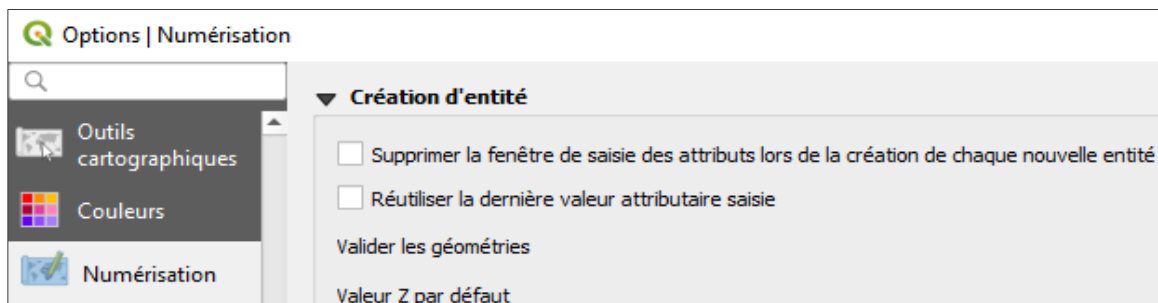 Options | Numérisation
Outils
cartographiques
Couleurs
Numérisation
Création d'entité
Supprimer la fenêtre de saisie des attributs lors de la création de chaque nouvelle entité
Réutiliser la dernière valeur attributaire saisie
Valider les géométries
Valeur Z par défaut